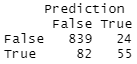 Prediction
False True
False 839 24
True 82 55